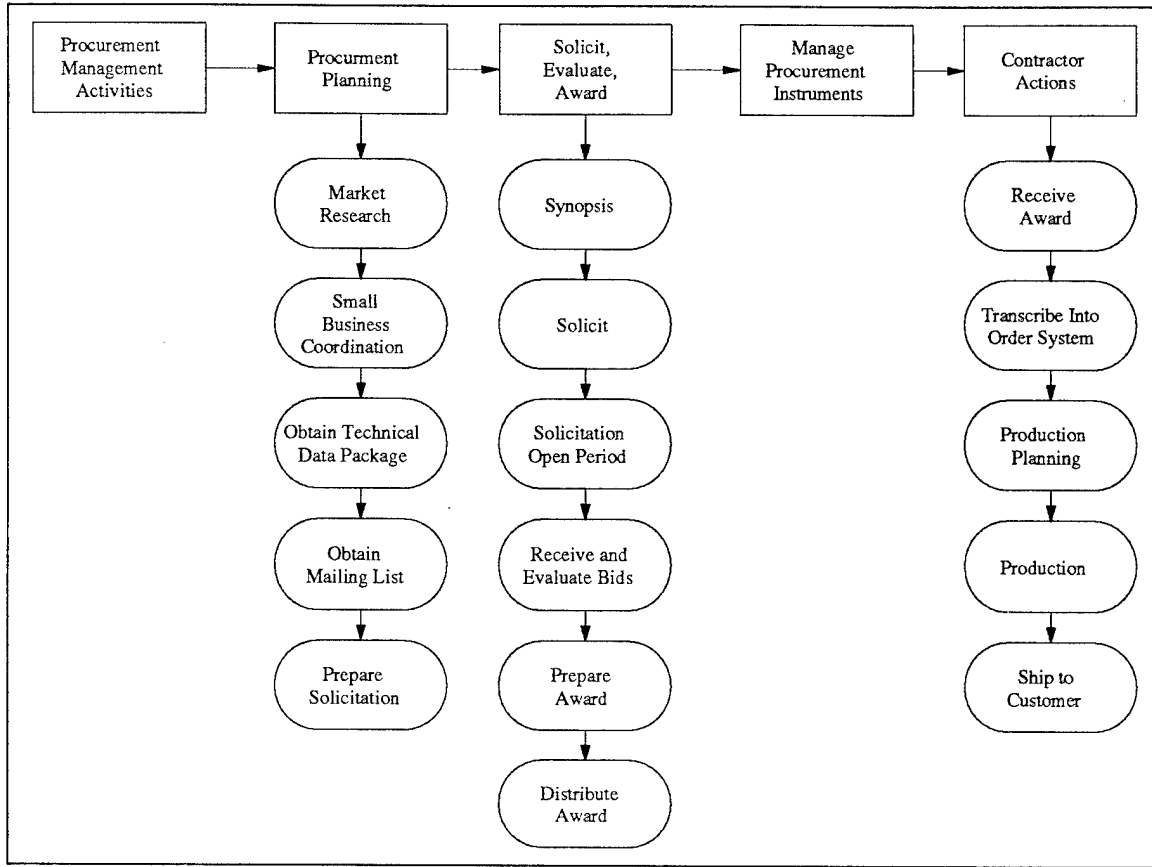 Procurement
Management
Activities
Procurment
Planning
Solicit,
Evaluate,
Award
Manage
Procurement
Instruments
Contractor
Actions
Market
Research
Small
Business
Coordination
Obtain Technical
Data Package
Obtain
Mailing List
Prepare
Solicitation
Synopsis
Solicit
Solicitation
Open Period
Receive and
Evaluate Bids
Prepare
Award
Distribute
Award
Receive
Award
Transcribe Into
Order System
Production
Planning
Production
Ship to
Customer